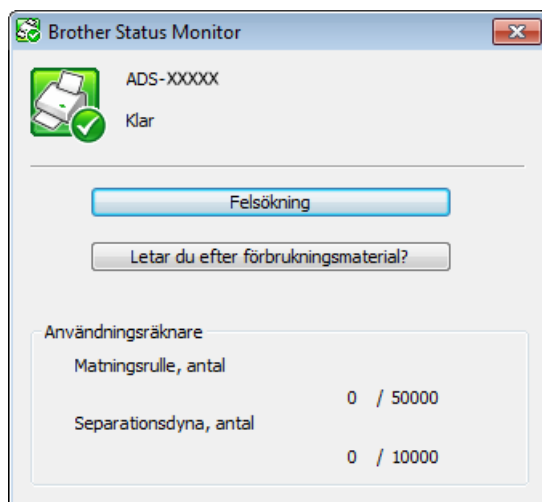 Brother Status Monitor
ADS-XXXXX
Klar
Felsökning
Letar du efter förbrukningsmaterial?
Användningsräknare
Matningsrulle, antal
0 / 50000
Separationsdyna, antal
0 / 10000